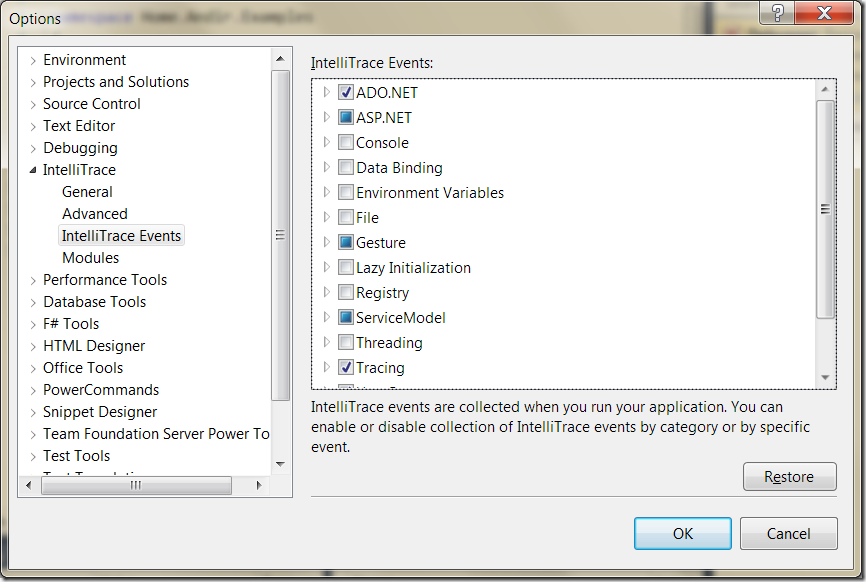 Options
Environment
Projects and Solutions
Source Control
Text Editor
Debugging
IntelliTrace
General
Advanced
IntelliTrace Events
Modules
Performance Tools
Database Tools
F# Tools
HTML Designer
Office Tools
PowerCommands
Snippet Designer
Team Foundation Server Power To
Test Tools
IntelliTrace Events:
ADO.NET
ASP.NET
Console
Data Binding
Environment Variables
File
Gesture
Lazy Initialization
Registry
ServiceModel
Threading
Tracing
IntelliTrace events are collected when you run your application. You can
enable or disable collection of IntelliTrace events by category or by specific
event.
Restore
OK
Cancel